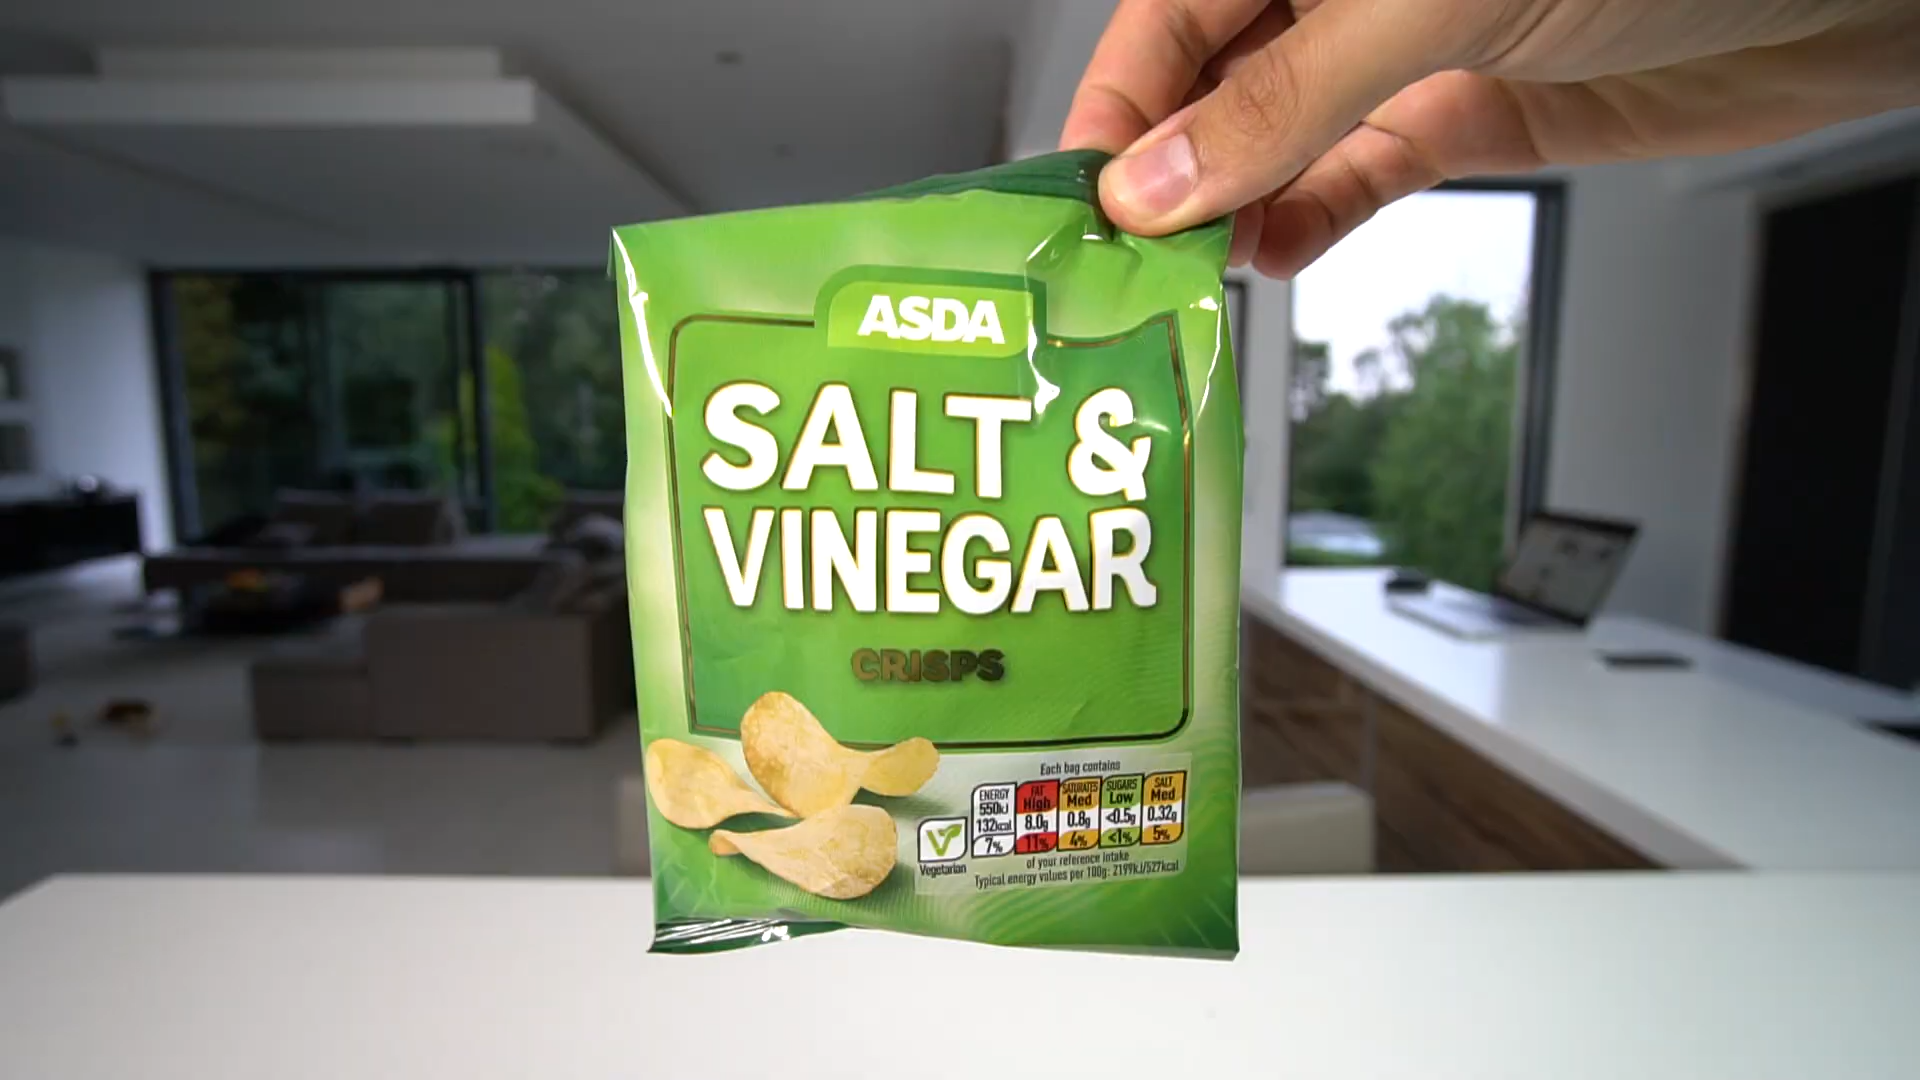 ASDA
SALT &
VINEGAR
CRISPS
Each bag contains
ENERGY
550kJ
132kcal
7%
FAT
High
8.0g
11%
SATURATES
Med
0.8g
4%
SUGARS
Low
<0.5g
<1%
SALT
Med
0.32g
5%
of your reference intake
Typical energy values per 100g: 2199kJ/527kcal
Vegetarian